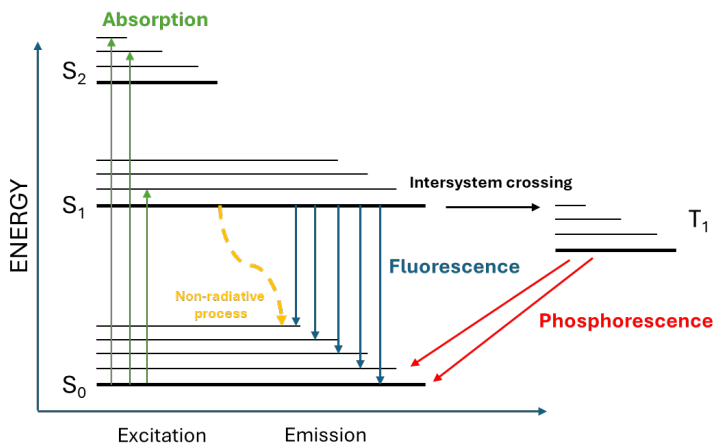 Absorption
S₂
ENERGY
S₁
Intersystem crossing
T₁
Fluorescence
Non-radiative
process
Phosphorescence
S₀
Excitation
Emission